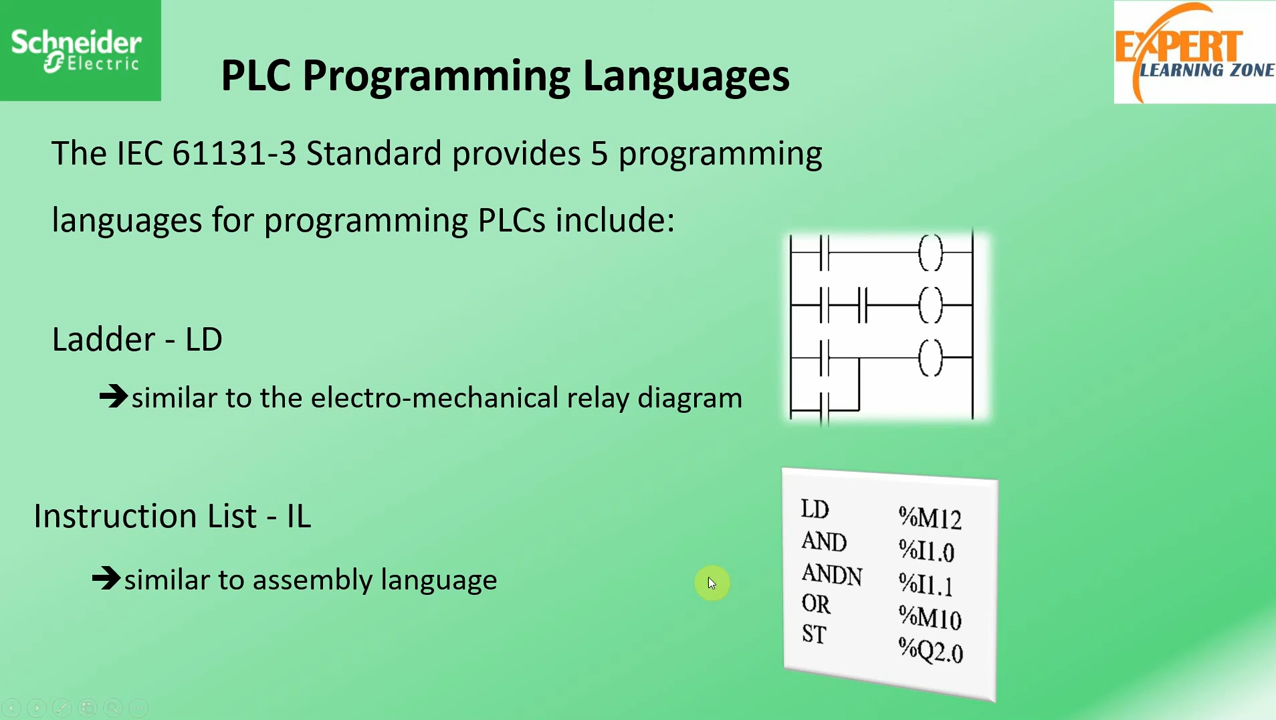 Schneider
Electric
PLC Programming Languages
EXPERT
LEARNING ZONE
The IEC 61131-3 Standard provides 5 programming
languages for programming PLCs include:
Ladder - LD
➔similar to the electro-mechanical relay diagram
Instruction List - IL
➔similar to assembly language
LD %M12
AND %I1.0
ANDN %I1.1
OR %M10
ST %Q2.0